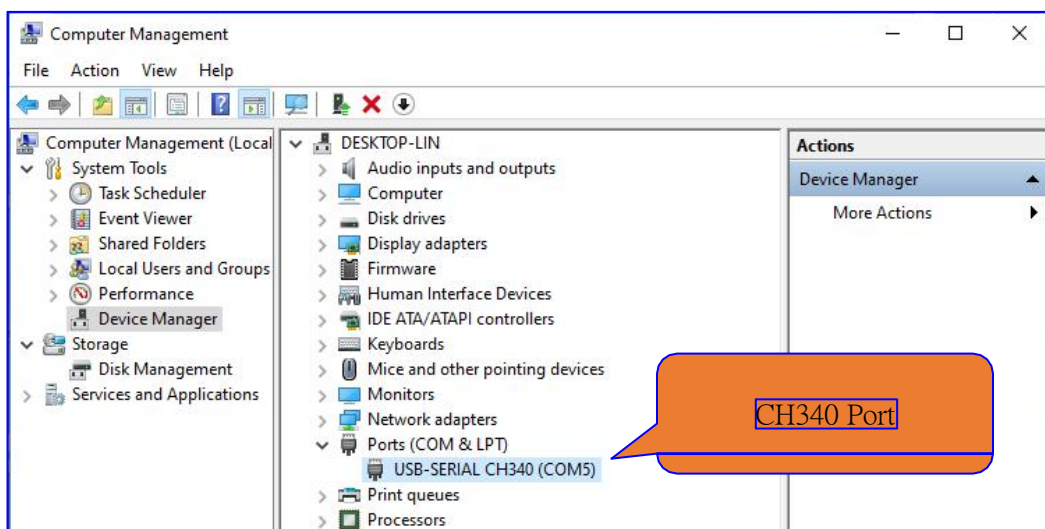 Computer Management
File Action View Help
Computer Management (Local
System Tools
Task Scheduler
Event Viewer
Shared Folders
Local Users and Groups
Performance
Device Manager
Storage
Disk Management
Services and Applications
DESKTOP-LIN
Audio inputs and outputs
Computer
Disk drives
Display adapters
Firmware
Human Interface Devices
IDE ATA/ATAPI controllers
Keyboards
Mice and other pointing devices
Monitors
Network adapters
Ports (COM & LPT)
USB-SERIAL CH340 (COM5)
Print queues
Processors
Actions
Device Manager
More Actions
CH340 Port